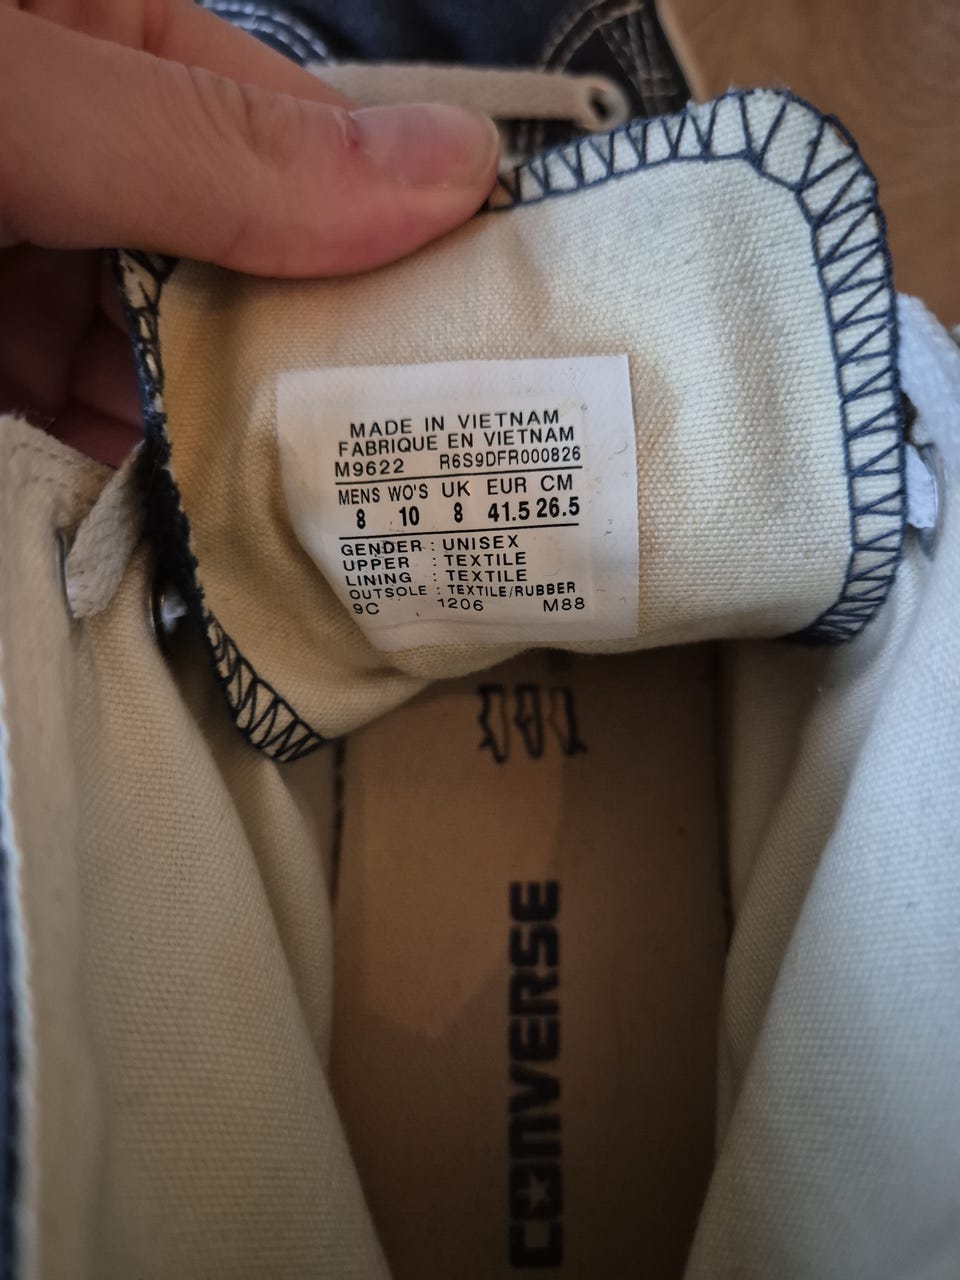 MADE IN VIETNAM
FABRIQUE EN VIETNAM
M9622 R6S9DFR000826
MENS WO'S UK EUR CM
8 10 8 41.5 26.5
GENDER : UNISEX
UPPER : TEXTILE
LINING : TEXTILE
OUTSOLE : TEXTILE/RUBBER
9C 1206 M88
CONVERSE